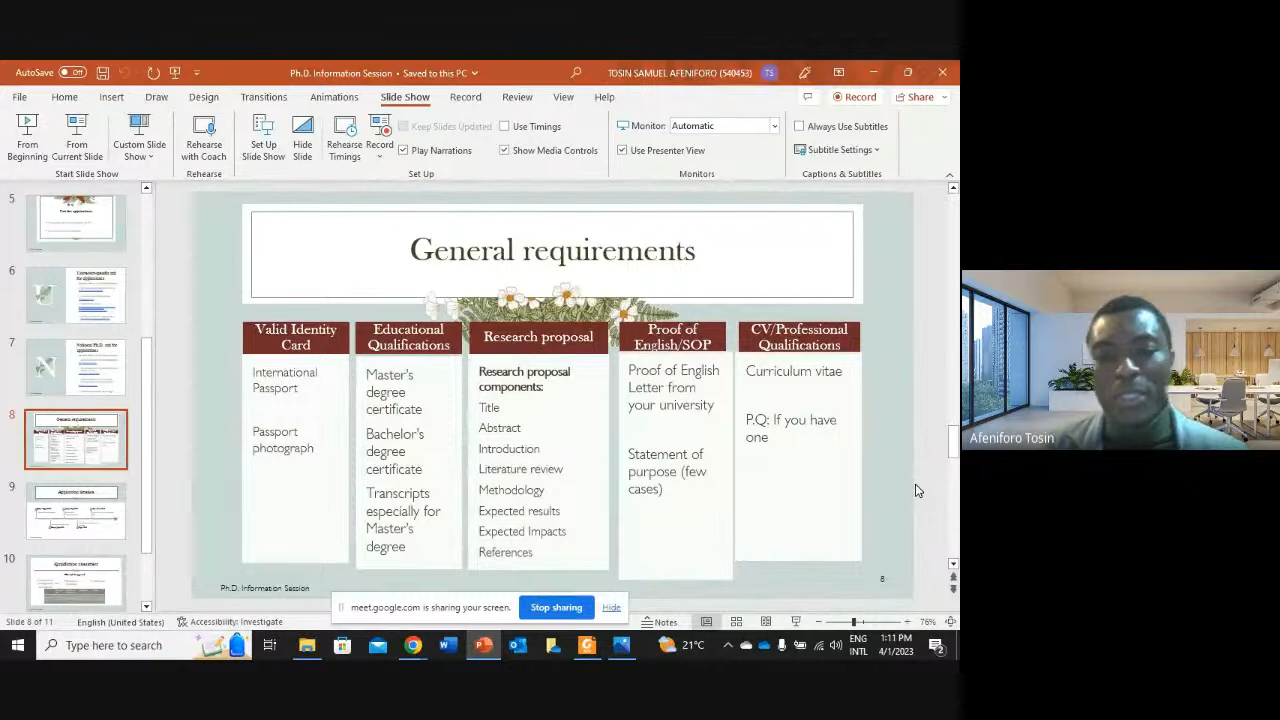 AutoSave Off
Ph.D. Information Session • Saved to this PC
TOSIN SAMUEL AFENIFORO (540453) TS
File Home Insert Draw Design Transitions Animations Slide Show Record Review View Help
Record Share
From
Beginning
From
Current Slide
Custom Slide
Show
Start Slide Show
Rehearse
with Coach
Rehearse
Set Up
Slide Show
Hide
Slide
Rehearse
Timings
Record
Keep Slides Updated
Use Timings
Play Narrations
Show Media Controls
Set Up
Monitor: Automatic
Use Presenter View
Monitors
Always Use Subtitles
Subtitle Settings
Captions & Subtitles
5
6
7
8
9
10
General requirements
Valid Identity
Card
International
Passport
Passport
photograph
Educational
Qualifications
Master's
degree
certificate
Bachelor's
degree
certificate
Transcripts
especially for
Master's
degree
Research proposal
Research proposal
components:
Title
Abstract
Introduction
Literature review
Methodology
Expected results
Expected Impacts
References
Proof of
English/SOP
Proof of English
Letter from
your university
Statement of
purpose (few
cases)
CV/Professional
Qualifications
Curriculum vitae
P.Q: If you have
one
Ph.D. Information Session
8
meet.google.com is sharing your screen.
Stop sharing
Hide
Slide 8 of 11
English (United States)
Accessibility: Investigate
Notes
76%
Type here to search
21°C
ENG
INTL
1:11 PM
4/1/2023
2
Afeniforo Tosin